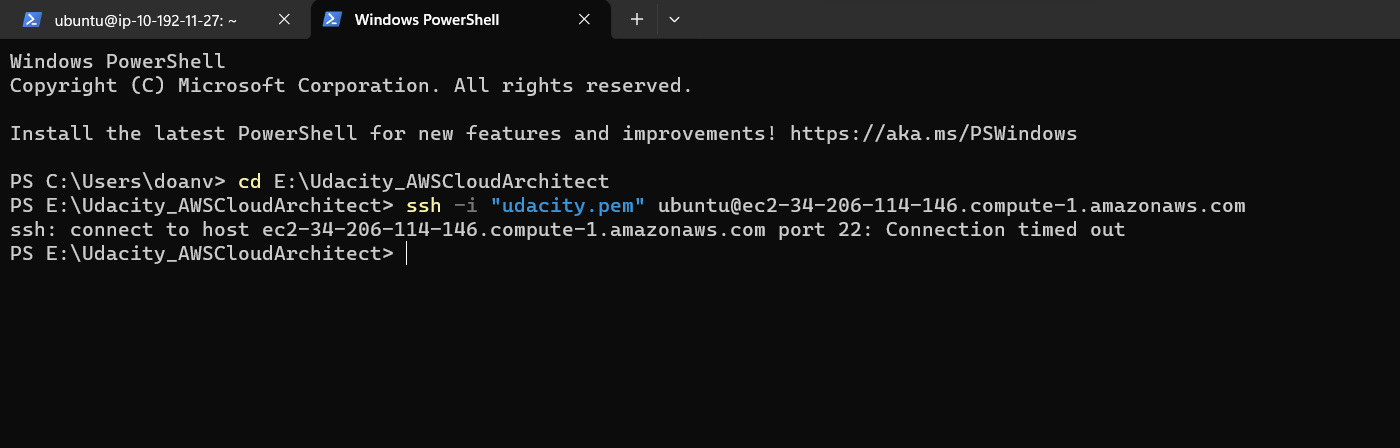 ubuntu@ip-10-192-11-27: ~
Windows PowerShell
Windows PowerShell
Copyright (C) Microsoft Corporation. All rights reserved.
Install the latest PowerShell for new features and improvements! https://aka.ms/PSWindows
PS C:\Users\doanv> cd E:\Udacity_AWSCloudArchitect
PS E:\Udacity_AWSCloudArchitect> ssh -i "udacity.pem" ubuntu@ec2-34-206-114-146.compute-1.amazonaws.com
ssh: connect to host ec2-34-206-114-146.compute-1.amazonaws.com port 22: Connection timed out
PS E:\Udacity_AWSCloudArchitect>